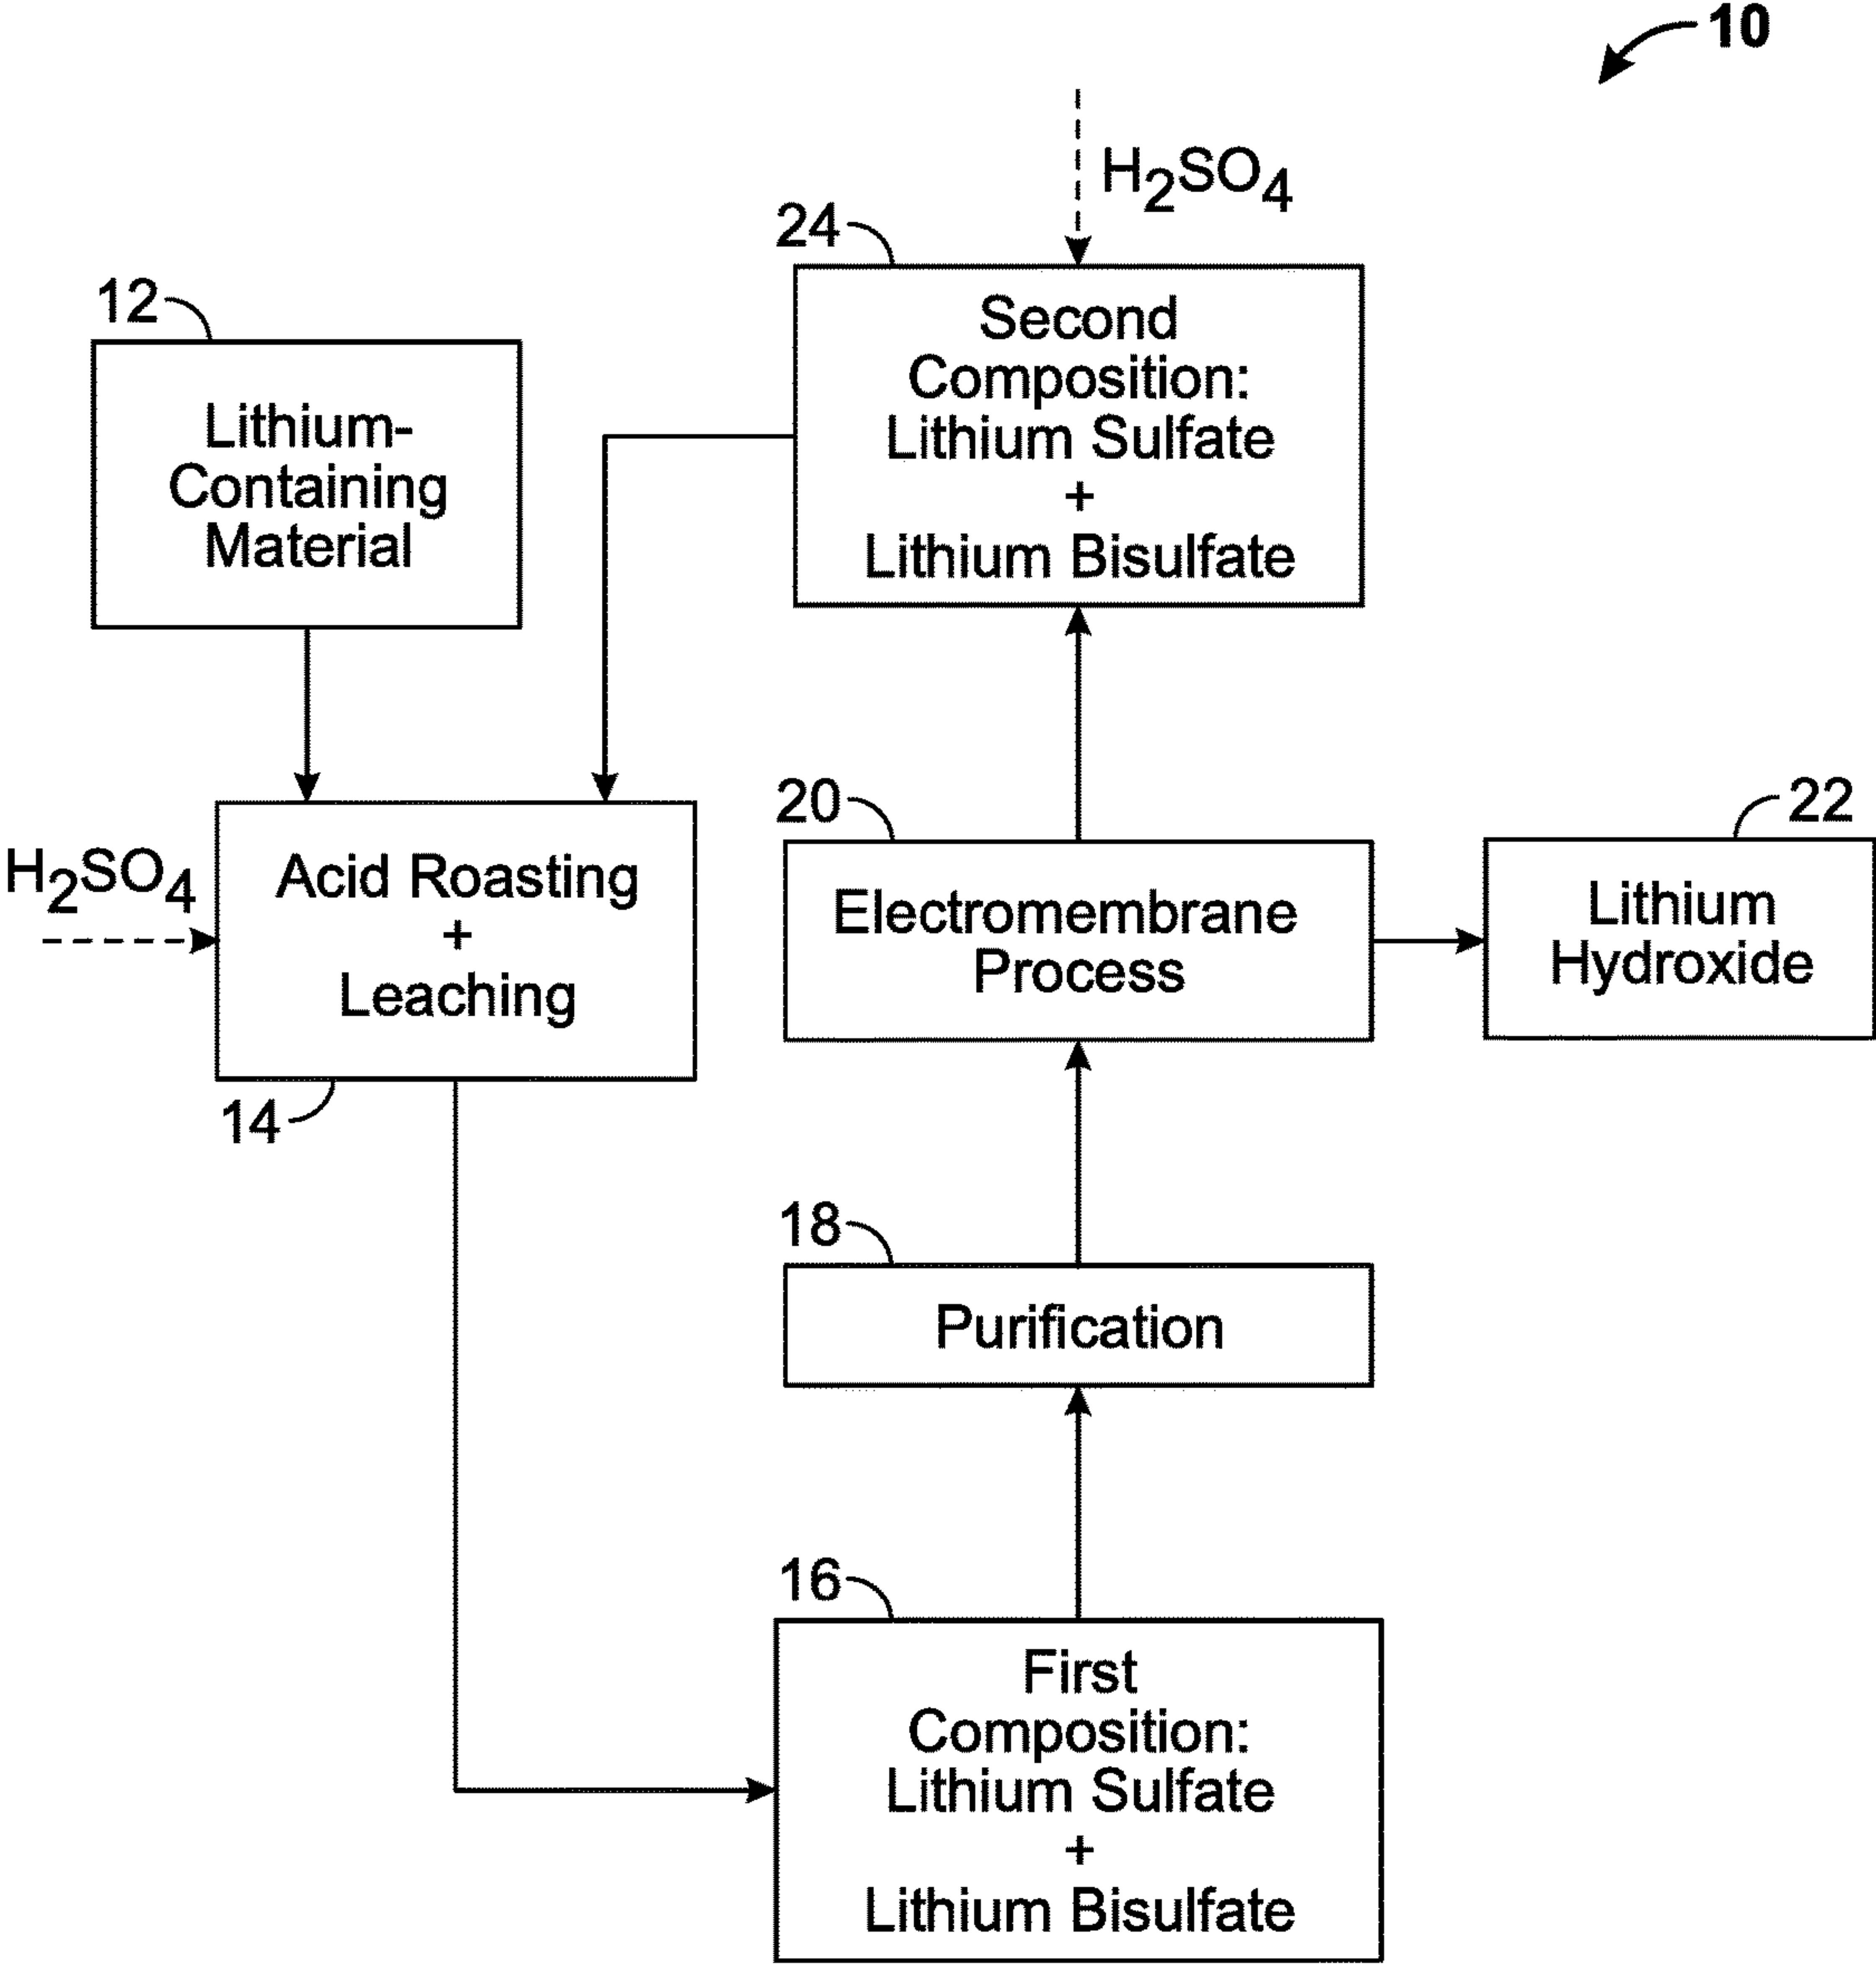 10
H2SO4
24
Second
Composition:
Lithium Sulfate
+
Lithium Bisulfate
12
Lithium-
Containing
Material
H2SO4
Acid Roasting
+
Leaching
14
20
Electromembrane
Process
22
Lithium
Hydroxide
18
Purification
16
First
Composition:
Lithium Sulfate
+
Lithium Bisulfate